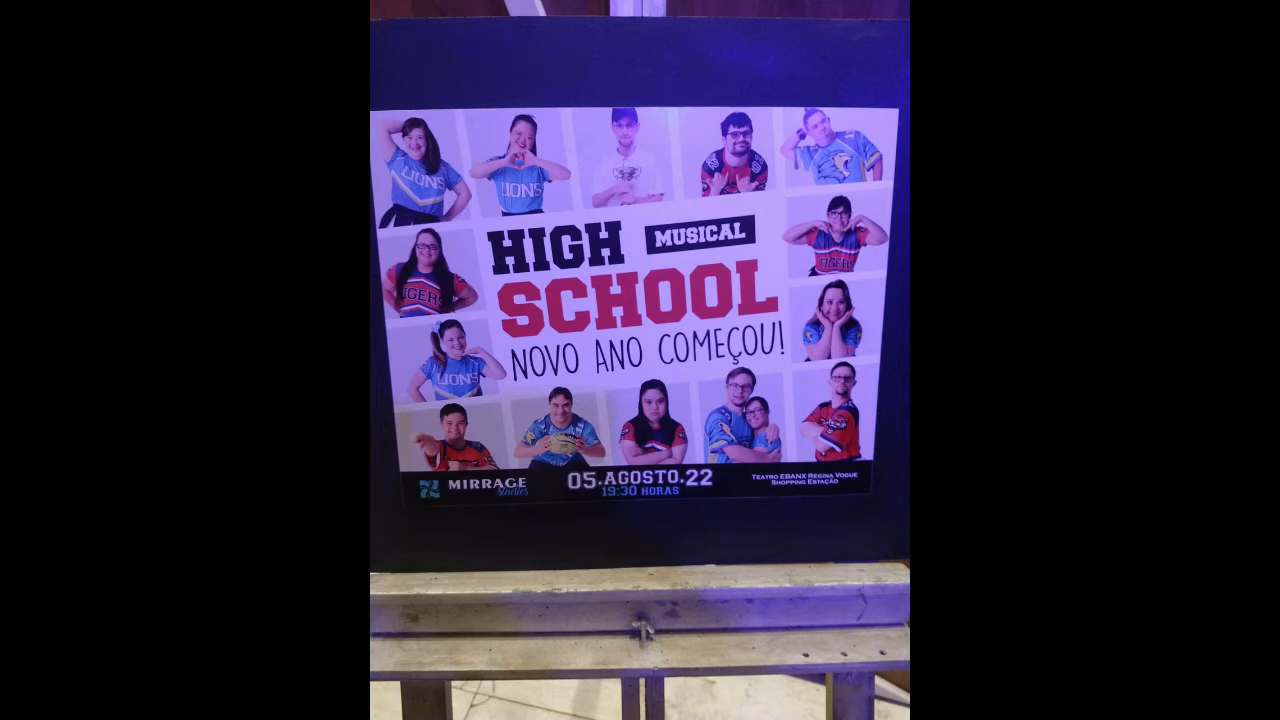 LIONS
LIONS
HIGH
MUSICAL
SCHOOL
NOVO ANO COMEÇOU!
TIGERS
TIGERS
LIONS
MIRRAGE
studios
05.AGOSTO.22
19:30 HORAS
TEATRO EBANX REGINA VOGUE
SHOPPING ESTAÇÃO